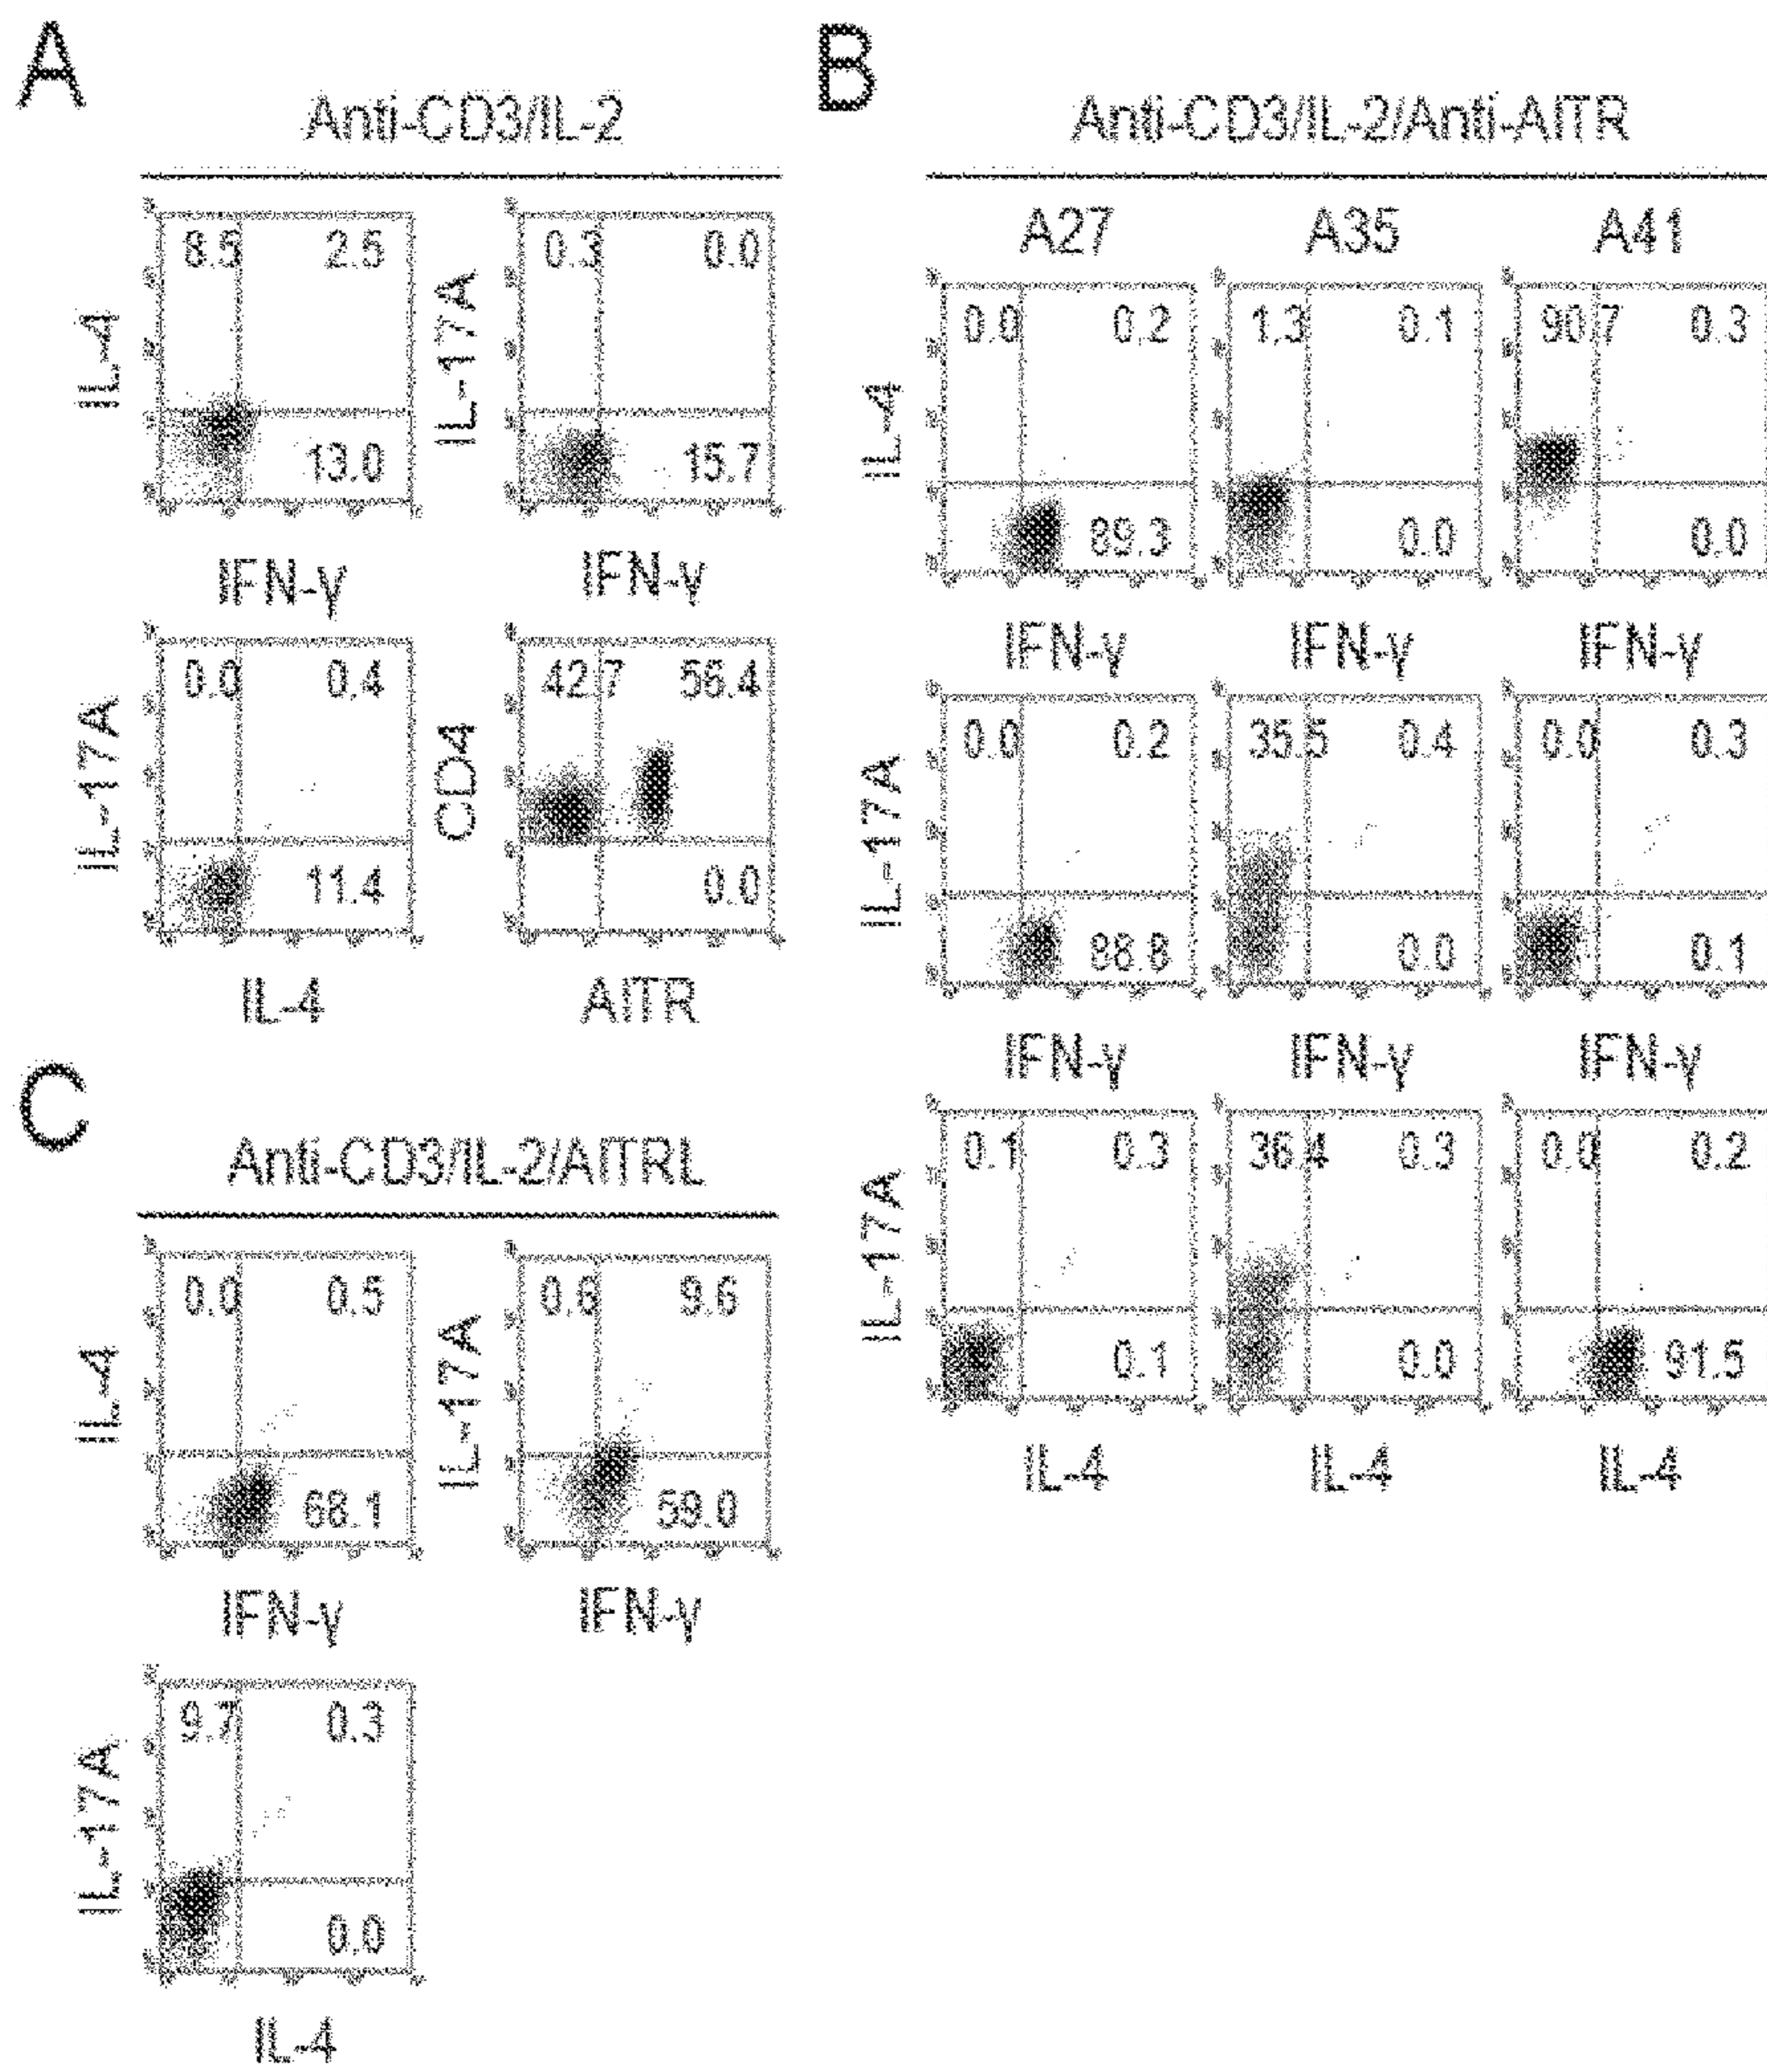 A
Anti-CD3/IL-2
8.5 2.5
13.0
IL-4
IFN-γ
0.3 0.0
15.7
IL-17A
IFN-γ
0.0 0.4
11.4
IL-17A
IL-4
42.7 56.4
0.0
CD4
AITR
B
Anti-CD3/IL-2/Anti-AITR
A27 A35 A41
IL-4
0.0 0.2
89.3
IFN-γ
1.3 0.1
0.0
IFN-γ
90.7 0.3
0.0
IFN-γ
IL-17A
0.0 0.2
88.8
IFN-γ
35.5 0.4
0.0
IFN-γ
0.0 0.3
0.1
IFN-γ
IL-17A
0.1 0.3
0.1
IL-4
36.4 0.3
0.0
IL-4
0.0 0.2
91.5
IL-4
C
Anti-CD3/IL-2/AITRL
0.0 0.5
68.1
IL-4
IFN-γ
0.6 9.6
59.0
IL-17A
IFN-γ
9.7 0.3
0.0
IL-17A
IL-4